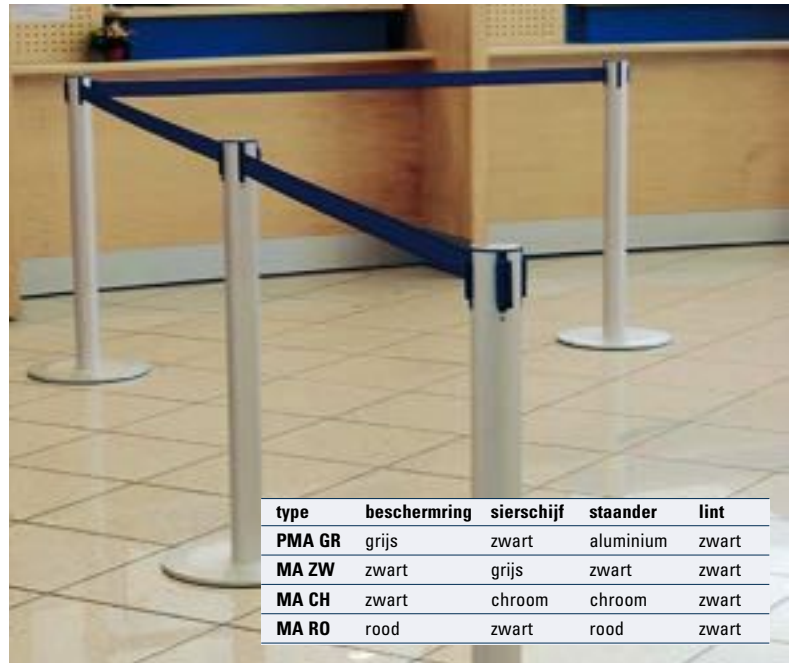 type beschermring sierschijf staander lint
PMA GR grijs zwart aluminium zwart
MA ZW zwart grijs zwart zwart
MA CH zwart chroom chroom zwart
MA RO rood zwart rood zwart